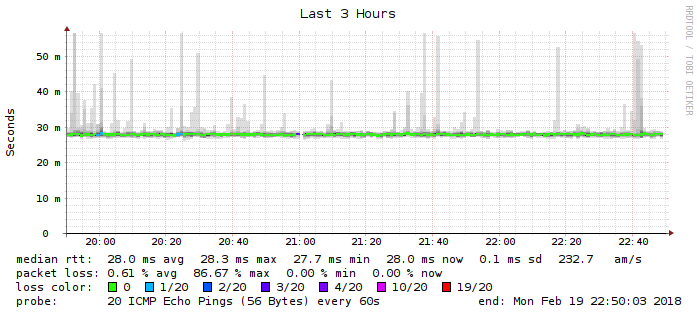 Last 3 Hours
RRDTOOL / TOBI OETIKER
Seconds
50 m
40 m
30 m
20 m
10 m
0
20:00 20:20 20:40 21:00 21:20 21:40 22:00 22:20 22:40
median rtt: 28.0 ms avg 28.3 ms max 27.7 ms min 28.0 ms now 0.1 ms sd 232.7 am/s
packet loss: 0.61 % avg 86.67 % max 0.00 % min 0.00 % now
loss color: 0 1/20 2/20 3/20 4/20 10/20 19/20
probe: 20 ICMP Echo Pings (56 Bytes) every 60s end: Mon Feb 19 22:50:03 2018